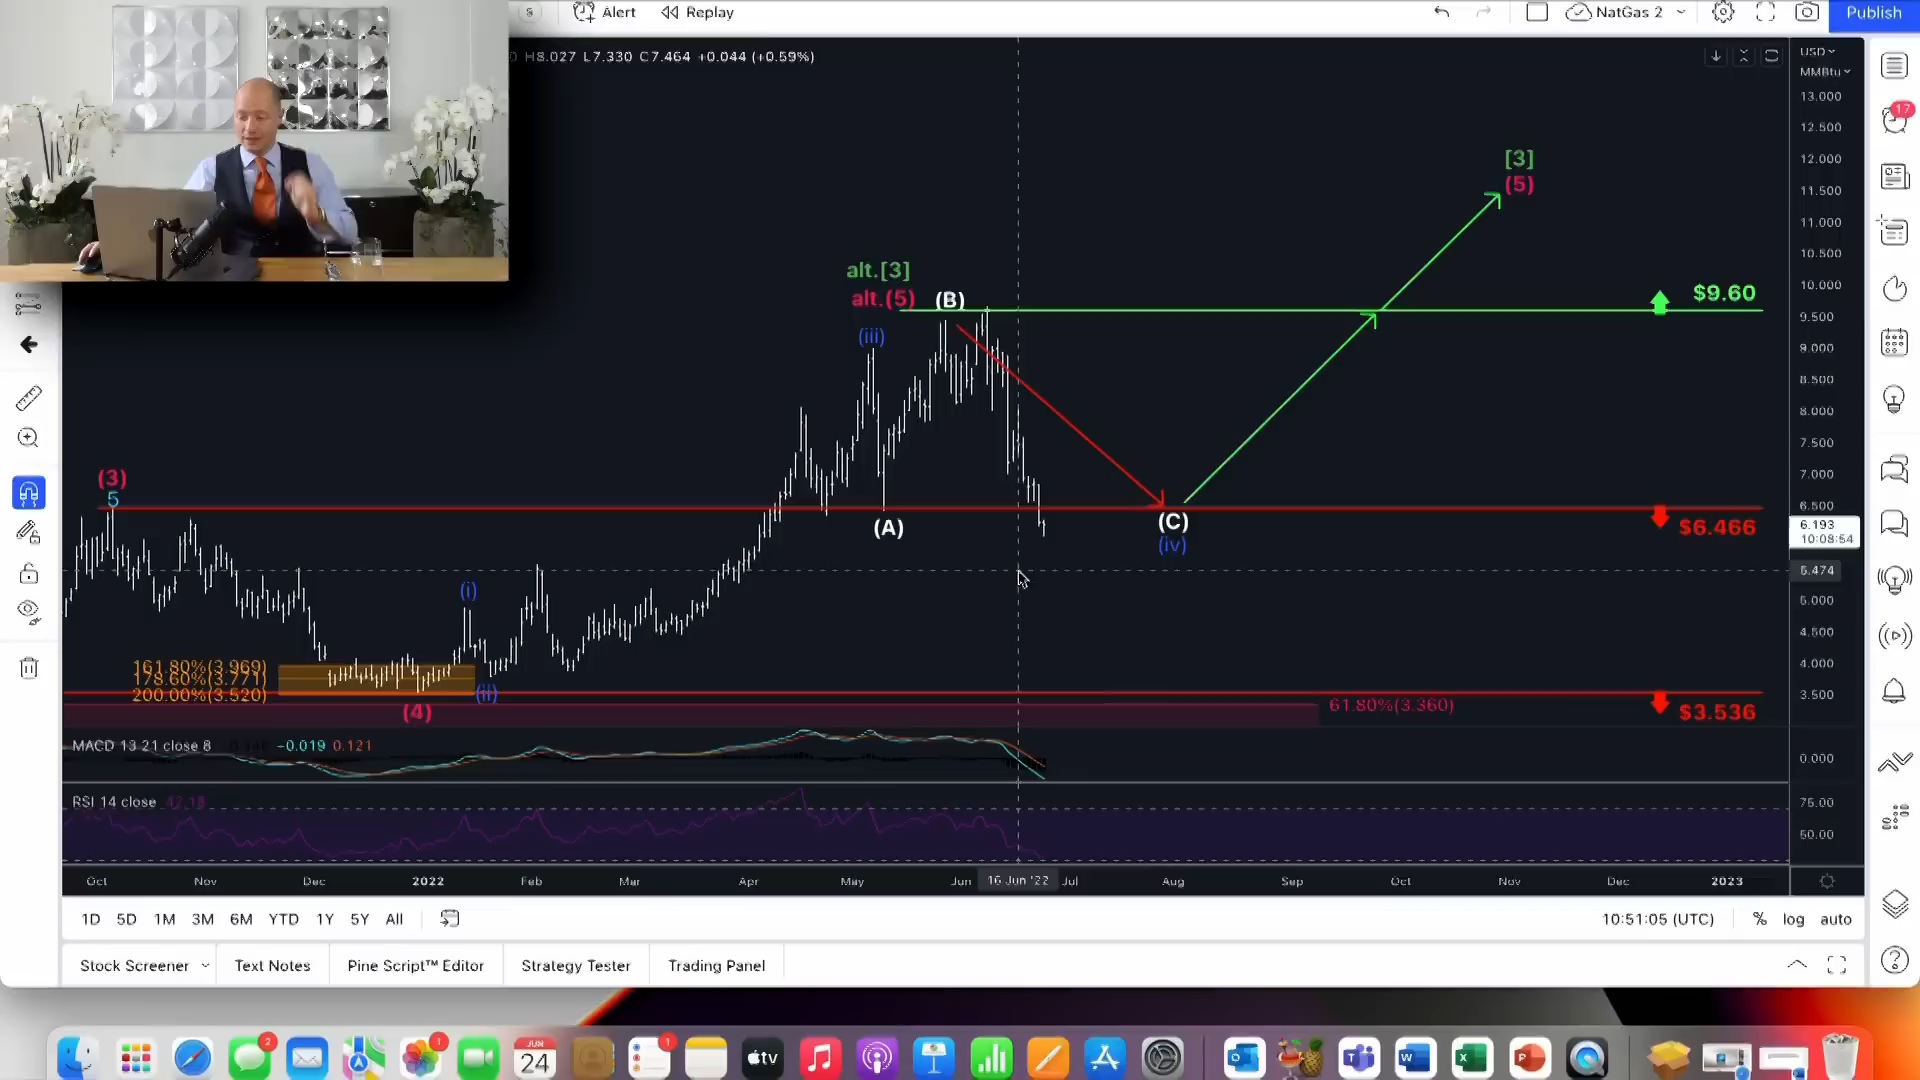 Alert
Replay
NatGas 2
Publish
H8.027 L7.330 C7.464 +0.044 (+0.59%)
USD
MMBtu
13.000
12.500
12.000
11.500
11.000
10.500
10.000
9.500
9.000
8.500
8.000
7.500
7.000
6.500
6.193
10:08:54
5.474
5.000
4.500
4.000
3.500
0.000
75.00
50.00
17
[3]
(5)
$9.60
alt.[3]
alt.(5)
(B)
(iii)
(3)
5
(A)
(C)
(iv)
$6.466
(i)
161.80%(3.969)
178.60%(3.771)
200.00%(3.520)
(ii)
(4)
61.80%(3.360)
$3.536
MACD 13 21 close 8 −0.019 0.121
RSI 14 close 47.18
Oct Nov Dec 2022 Feb Mar Apr May Jun 16 Jun '22 Jul Aug Sep Oct Nov Dec 2023
1D 5D 1M 3M 6M YTD 1Y 5Y All
10:51:05 (UTC) % log auto
Stock Screener Text Notes Pine Script™ Editor Strategy Tester Trading Panel
2
1
JUN
24
1
tv